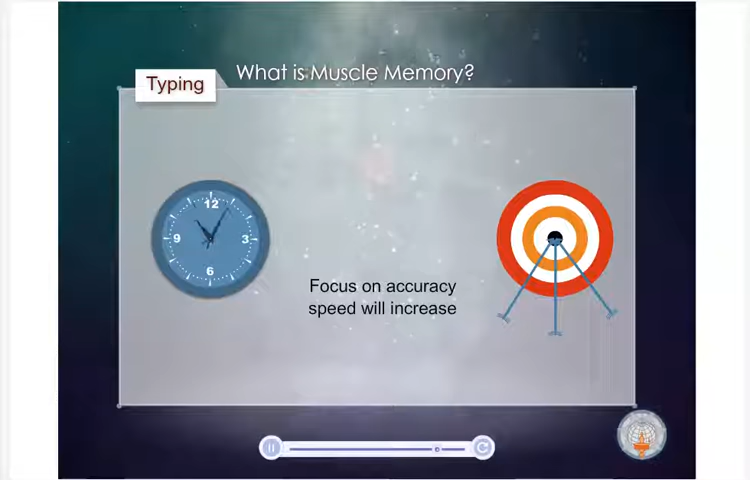 What is Muscle Memory?
Typing
12
9
3
6
Focus on accuracy
speed will increase